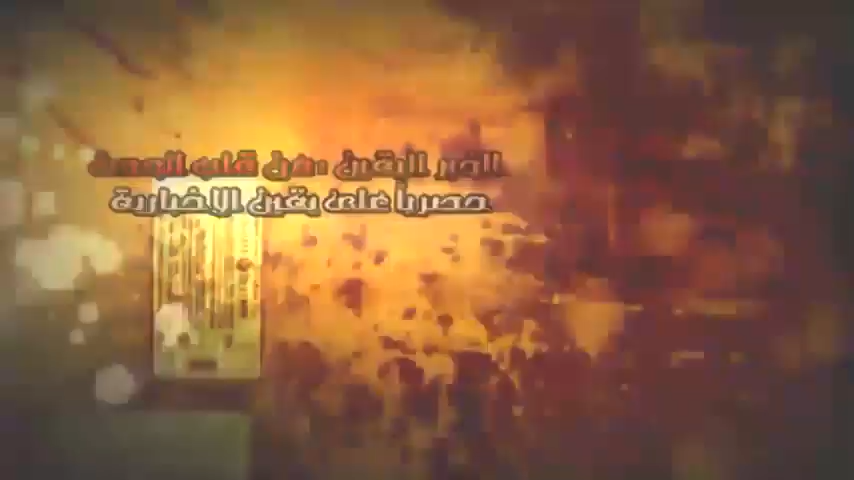 الخبر اليقين .. من قلب الحدث
حصرياً على يقين الإخبارية